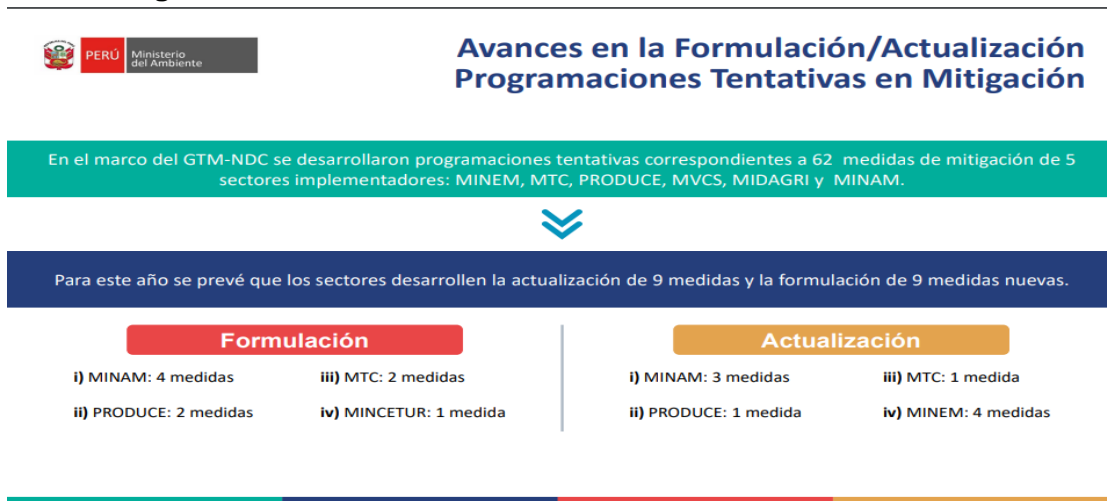 PERÚ
Ministerio
del Ambiente
Avances en la Formulación/Actualización
Programaciones Tentativas en Mitigación
En el marco del GTM-NDC se desarrollaron programaciones tentativas correspondientes a 62 medidas de mitigación de 5
sectores implementadores: MINEM, MTC, PRODUCE, MVCS, MIDAGRI y MINAM.
Para este año se prevé que los sectores desarrollen la actualización de 9 medidas y la formulación de 9 medidas nuevas.
Formulación
i) MINAM: 4 medidas
iii) MTC: 2 medidas
ii) PRODUCE: 2 medidas
iv) MINCETUR: 1 medida
Actualización
i) MINAM: 3 medidas
iii) MTC: 1 medida
ii) PRODUCE: 1 medida
iv) MINEM: 4 medidas